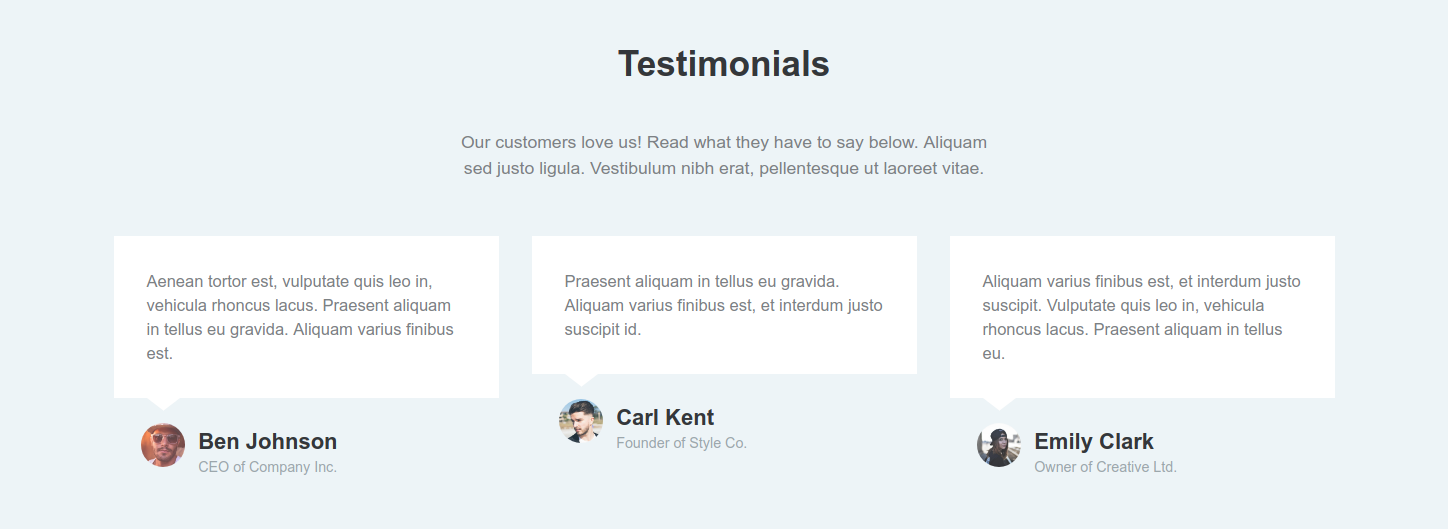 Testimonials
Our customers love us! Read what they have to say below. Aliquam
sed justo ligula. Vestibulum nibh erat, pellentesque ut laoreet vitae.
Aenean tortor est, vulputate quis leo in,
vehicula rhoncus lacus. Praesent aliquam
in tellus eu gravida. Aliquam varius finibus
est.
Ben Johnson
CEO of Company Inc.
Praesent aliquam in tellus eu gravida.
Aliquam varius finibus est, et interdum justo
suscipit id.
Carl Kent
Founder of Style Co.
Aliquam varius finibus est, et interdum justo
suscipit. Vulputate quis leo in, vehicula
rhoncus lacus. Praesent aliquam in tellus
eu.
Emily Clark
Owner of Creative Ltd.